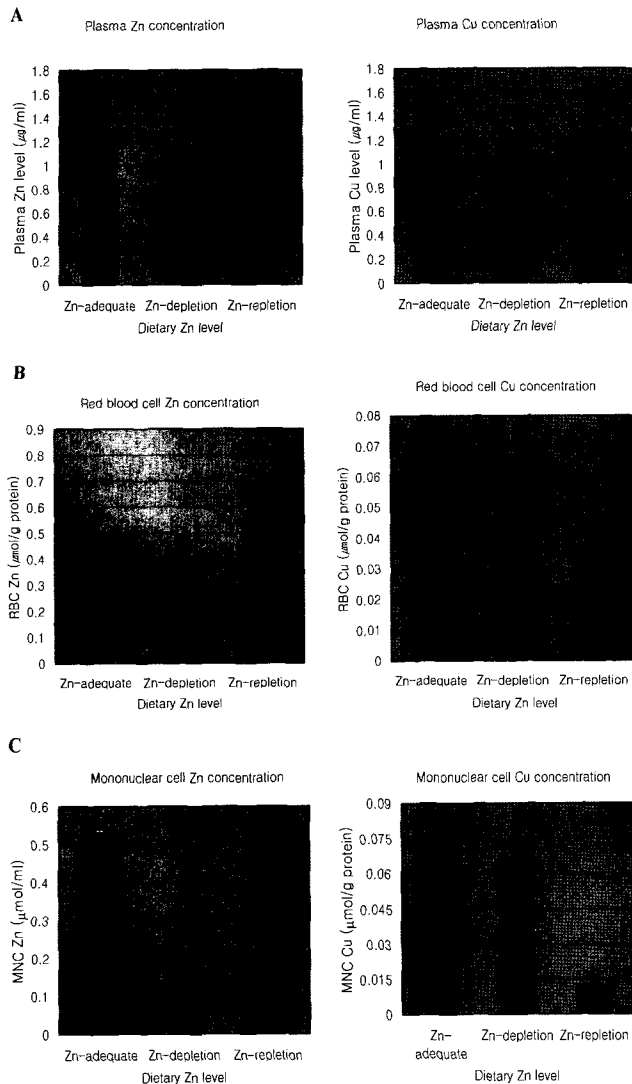 A
Plasma Zn concentration
Plasma Zn level (μg/ml)
1.8
1.6
1.4
1.2
1
0.8
0.6
0.4
0.2
0
Zn-adequate Zn-depletion Zn-repletion
Dietary Zn level
Plasma Cu concentration
Plasma Cu level (μg/ml)
1.8
1.6
1.4
1.2
1
0.8
0.6
0.4
0.2
0
Zn-adequate Zn-depletion Zn-repletion
Dietary Zn level
B
Red blood cell Zn concentration
RBC Zn (μmol/g protein)
0.9
0.8
0.7
0.6
0.5
0.4
0.3
0.2
0.1
0
Zn-adequate Zn-depletion Zn-repletion
Dietary Zn level
Red blood cell Cu concentration
RBC Cu (μmol/g protein)
0.08
0.06
0.05
0.04
0.03
0.02
0.01
0
Zn-adequate Zn-depletion Zn-repletion
Dietary Zn level
C
Mononuclear cell Zn concentration
MNC Zn (μmol/ml)
0.6
0.5
0.4
0.3
0.2
0.1
0
Zn-adequate Zn-depletion Zn-repletion
Dietary Zn level
Mononuclear cell Cu concentration
MNC Cu (μmol/g protein)
0.09
0.075
0.06
0.045
0.03
0.015
0
Zn-
adequate Zn-depletion Zn-repletion
Dietary Zn level